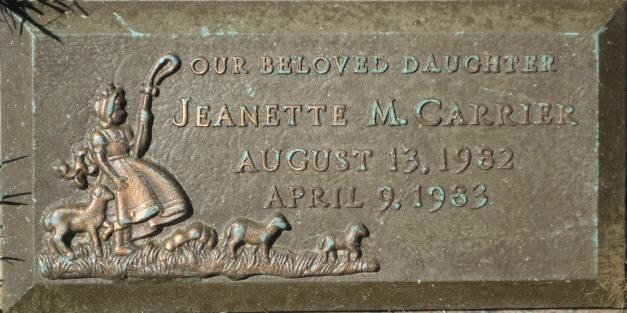 OUR BELOVED DAUGHTER
JEANETTE M. CARRIER
AUGUST 13, 1982
APRIL 9, 1983